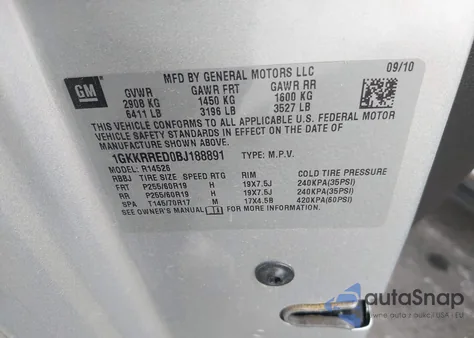 GM
MFD BY GENERAL MOTORS LLC 09/10
GVWR GAWR FRT GAWR RR
2908 KG 1450 KG 1600 KG
6411 LB 3196 LB 3527 LB
THIS VEHICLE CONFORMS TO ALL APPLICABLE U.S. FEDERAL MOTOR
VEHICLE SAFETY STANDARDS IN EFFECT ON THE DATE OF
MANUFACTURE SHOWN ABOVE.
1GKKRRED0BJ188891 TYPE: M.P.V.
MODEL: R14526
RBBJ TIRE SIZE SPEED RTG RIM COLD TIRE PRESSURE
FRT P255/60R19 H 19X7.5J 240KPA(35PSI)
RR P255/60R19 H 19X7.5J 240KPA(35PSI)
SPA T145/70R17 M 17X4.5B 420KPA(60PSI)
SEE OWNER'S MANUAL FOR MORE INFORMATION.
autaSnap